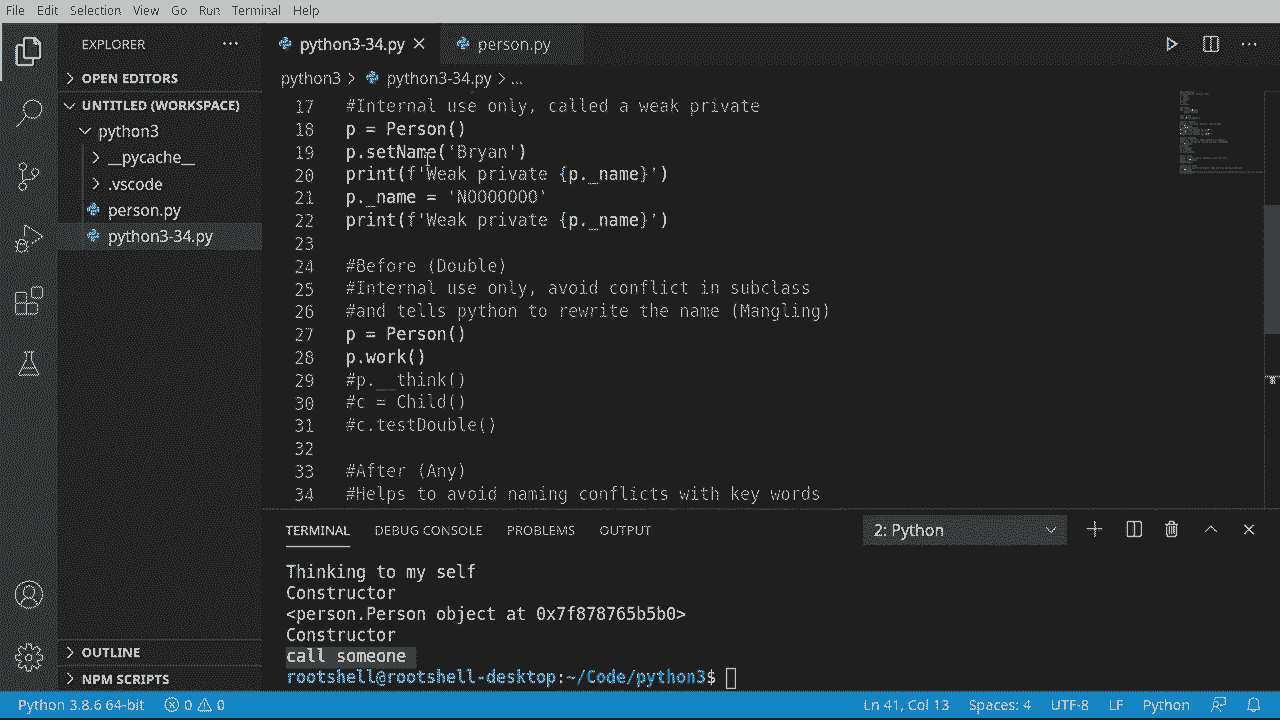 File Edit Selection View Go Run Terminal Help
EXPLORER ...
python3-34.py person.py
OPEN EDITORS
python3 > python3-34.py > ...
UNTITLED (WORKSPACE)
python3
__pycache__
.vscode
person.py
python3-34.py
17 #Internal use only, called a weak private
18 p = Person()
19 p.setName('Bryan')
20 print(f'Weak private {p._name}')
21 p._name = 'NOOOOOOO'
22 print(f'Weak private {p._name}')
23
24 #Before (Double)
25 #Internal use only, avoid conflict in subclass
26 #and tells python to rewrite the name (Mangling)
27 p = Person()
28 p.work()
29 #p.__think()
30 #c = Child()
31 #c.testDouble()
32
33 #After (Any)
34 #Helps to avoid naming conflicts with key words
TERMINAL DEBUG CONSOLE PROBLEMS OUTPUT 2: Python
Thinking to my self
Constructor
<person.Person object at 0x7f878765b5b0>
Constructor
call someone
rootshell@rootshell-desktop:~/Code/python3$
OUTLINE
NPM SCRIPTS
Python 3.8.6 64-bit 0 0 Ln 41, Col 13 Spaces: 4 UTF-8 LF Python